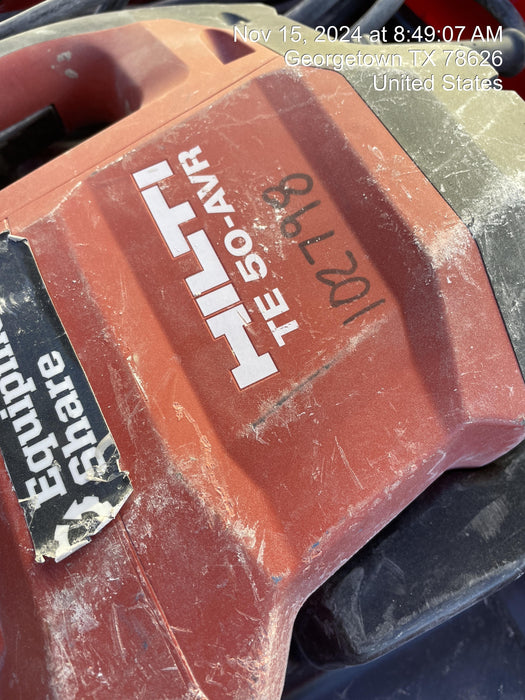 Nov 15, 2024 at 8:49:07 AM
Georgetown TX 78626
United States
HILTI
TE 50-AVR
102798
Share